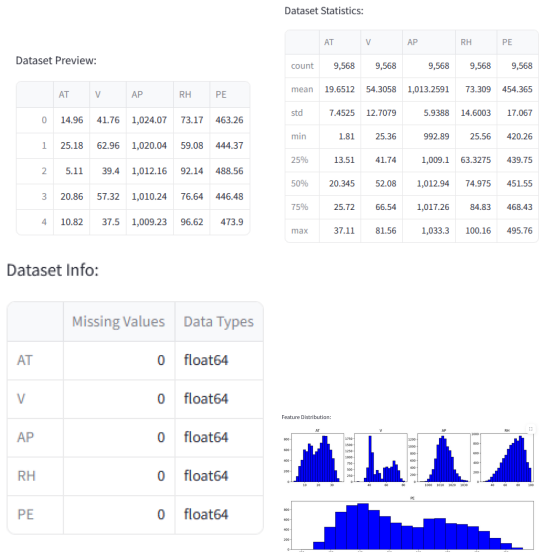 Dataset Preview:
AT V AP RH PE
0 14.96 41.76 1,024.07 73.17 463.26
1 25.18 62.96 1,020.04 59.08 444.37
2 5.11 39.4 1,012.16 92.14 488.56
3 20.86 57.32 1,010.24 76.64 446.48
4 10.82 37.5 1,009.23 96.62 473.9
Dataset Statistics:
AT V AP RH PE
count 9,568 9,568 9,568 9,568 9,568
mean 19.6512 54.3058 1,013.2591 73.309 454.365
std 7.4525 12.7079 5.9388 14.6003 17.067
min 1.81 25.36 992.89 25.56 420.26
25% 13.51 41.74 1,009.1 63.3275 439.75
50% 20.345 52.08 1,012.94 74.975 451.55
75% 25.72 66.54 1,017.26 84.83 468.43
max 37.11 81.56 1,033.3 100.16 495.76
Dataset Info:
Missing Values Data Types
AT 0 float64
V 0 float64
AP 0 float64
RH 0 float64
PE 0 float64
Feature Distribution:
AT V AP RH
PE